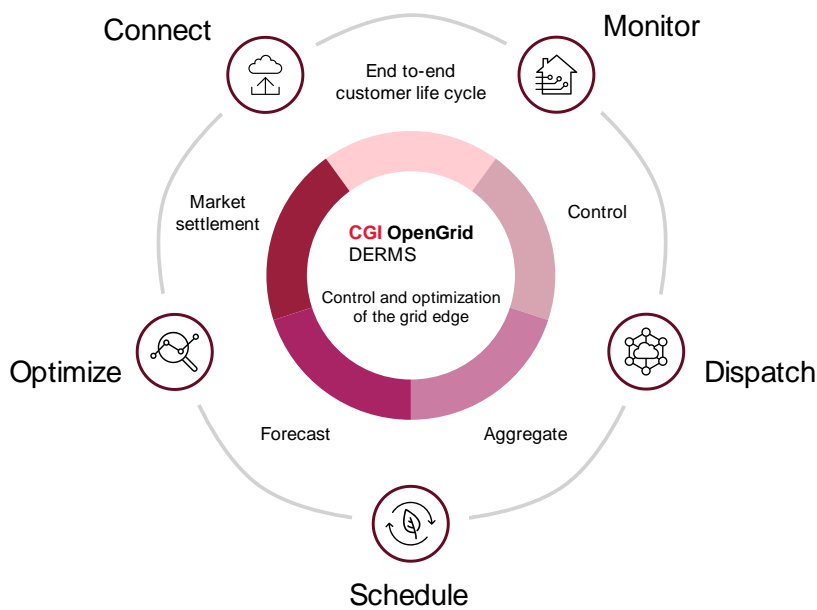 Connect
Monitor
End to-end
customer life cycle
Market
settlement
Control
CGI OpenGrid
DERMS
Control and optimization
of the grid edge
Optimize
Dispatch
Forecast
Aggregate
Schedule